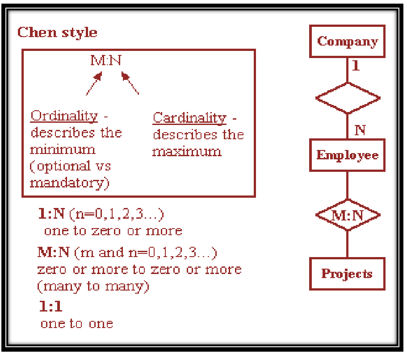 Chen style
M:N
Ordinality -
describes the
minimum
(optional vs
mandatory)
Cardinality -
describes the
maximum
1:N (n=0,1,2,3...)
one to zero or more
M:N (m and n=0,1,2,3...)
zero or more to zero or more
(many to many)
1:1
one to one
Company
1
N
Employee
M:N
Projects